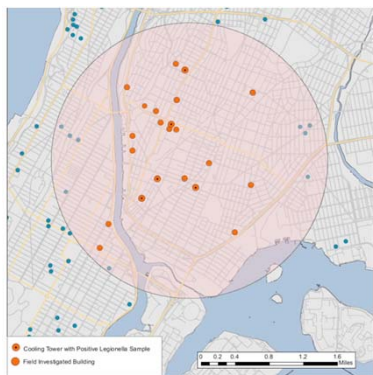 Cooling Tower with Positive Legionella Sample
Field Investigated Building
0 0.2 0.4 0.8 1.2 1.6
Miles